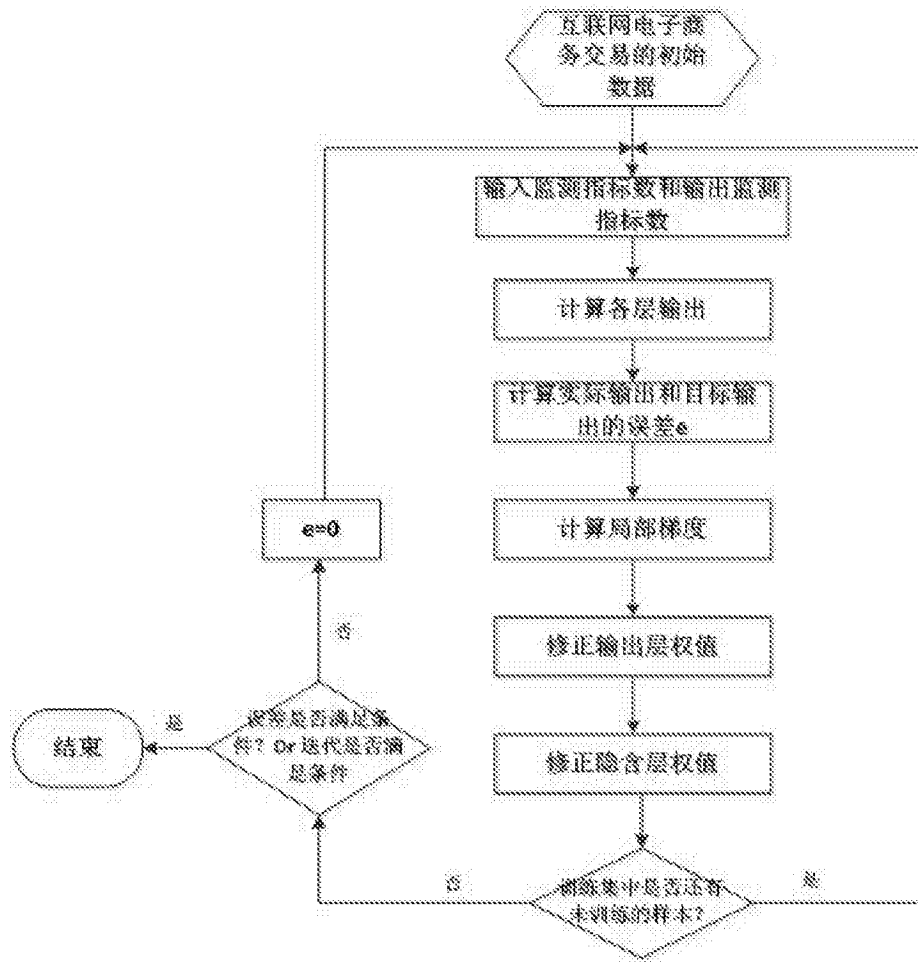 互联网电子商
务交易的初始
数据
输入监测指标数和输出监测
指标数
计算各层输出
计算实际输出和目标输
出的误差e
计算局部梯度
e=0
修正输出层权值
否
误差是否满足条
件？Or 迭代是否满
足条件
是
结束
修正隐含层权值
训练集中是否还有
未训练的样本？
否
是